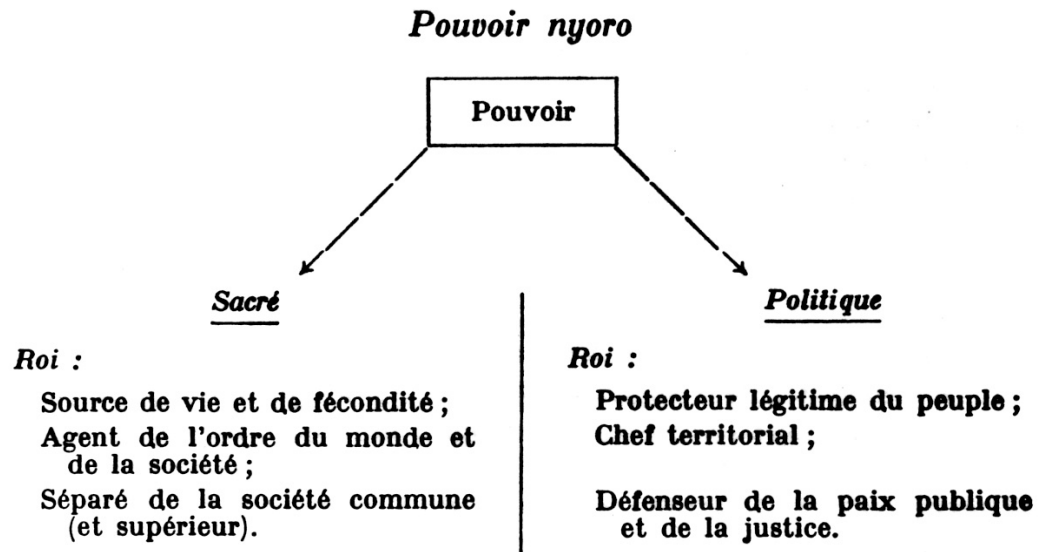 Pouvoir nyoro
Pouvoir
Sacré
Roi :
Source de vie et de fécondité ;
Agent de l'ordre du monde et
de la société ;
Séparé de la société commune
(et supérieur).
Politique
Roi :
Protecteur légitime du peuple ;
Chef territorial ;
Défenseur de la paix publique
et de la justice.